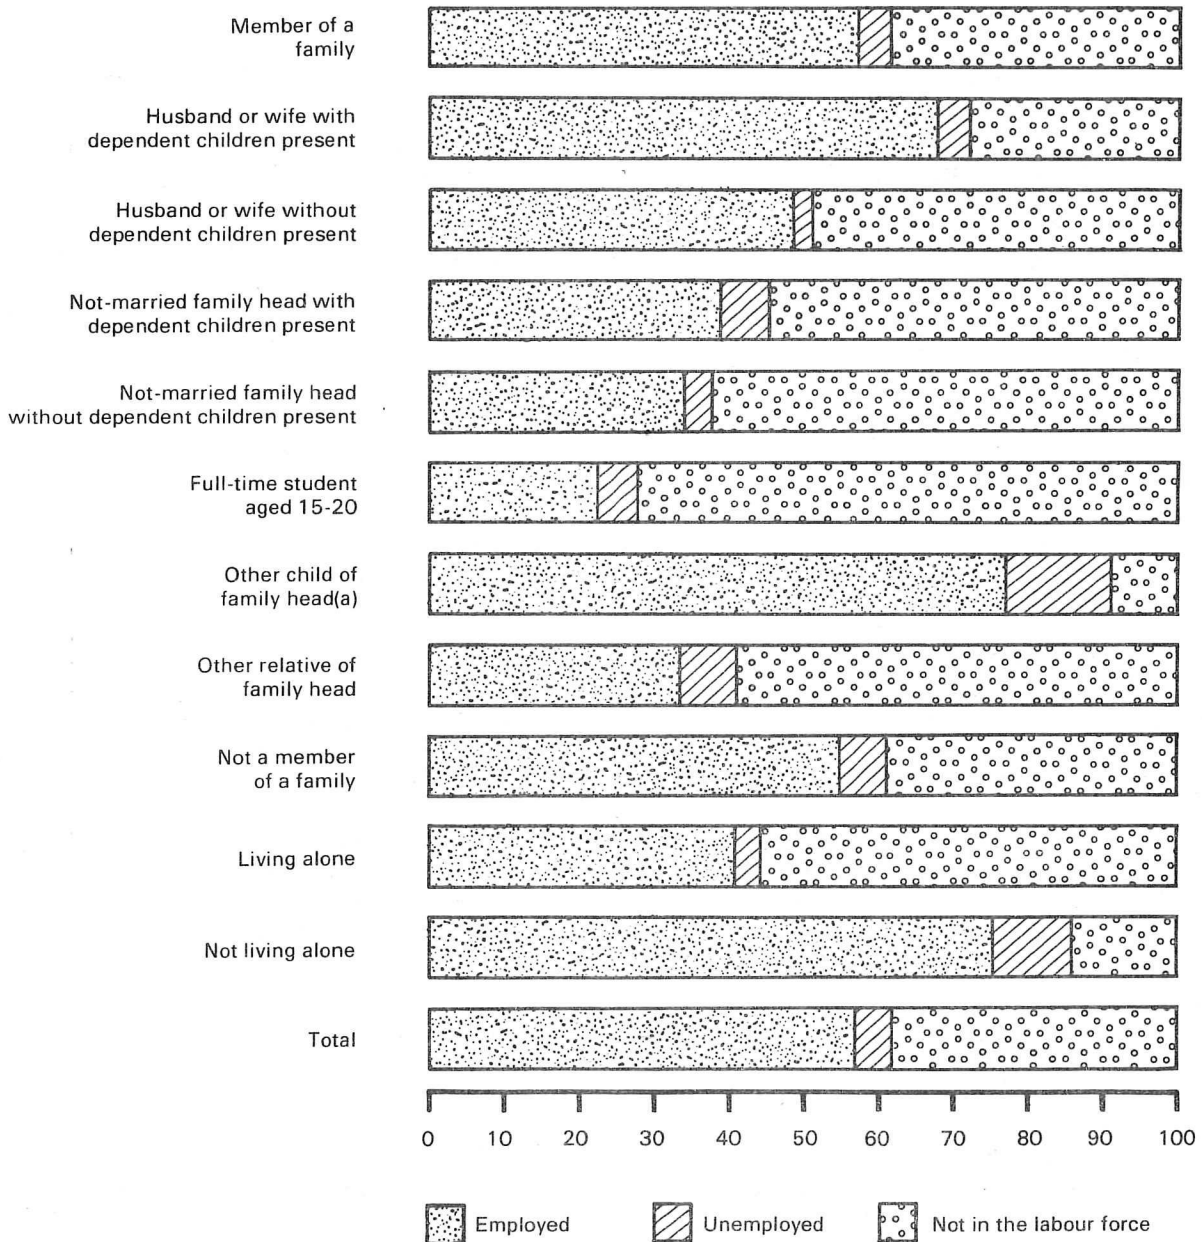 Member of a
family
Husband or wife with
dependent children present
Husband or wife without
dependent children present
Not-married family head with
dependent children present
Not-married family head
without dependent children present
Full-time student
aged 15-20
Other child of
family head(a)
Other relative of
family head
Not a member
of a family
Living alone
Not living alone
Total
0 10 20 30 40 50 60 70 80 90 100
Employed Unemployed Not in the labour force